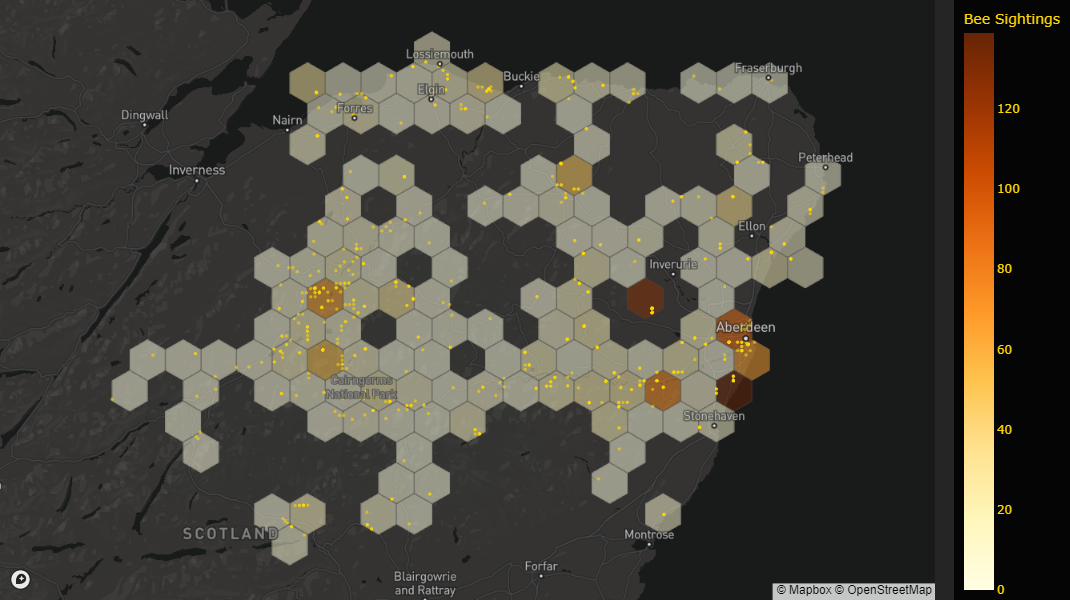 Bee Sightings
Lossiemouth
Buckie
Fraserburgh
Elgin
Forres
Dingwall
Nairn
120
Peterhead
Inverness
100
Ellon
Inverurie
80
Aberdeen
60
Cairngorms
National Park
Stonehaven
40
20
SCOTLAND
Montrose
Forfar
Blairgowrie
and Rattray
© Mapbox © OpenStreetMap
0